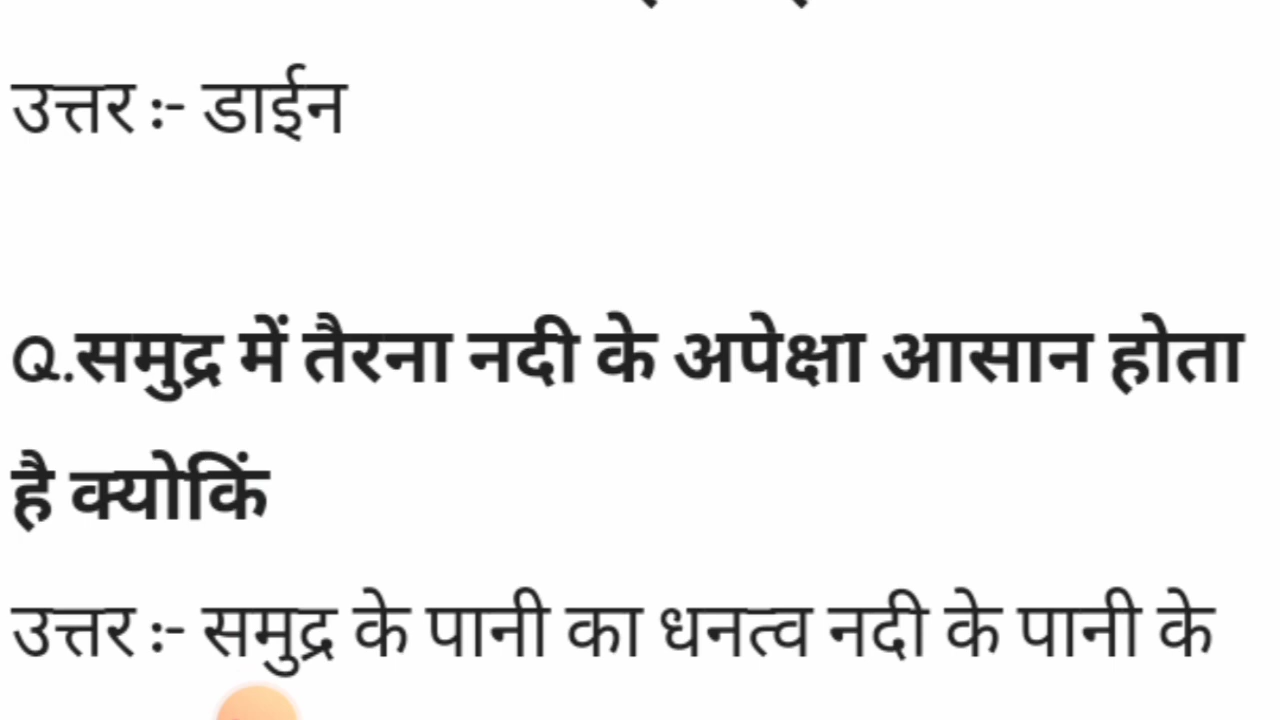 उत्तर :- डाईन
Q.समुद्र में तैरना नदी के अपेक्षा आसान होता
है क्योकिं
उत्तर :- समुद्र के पानी का धनत्व नदी के पानी के